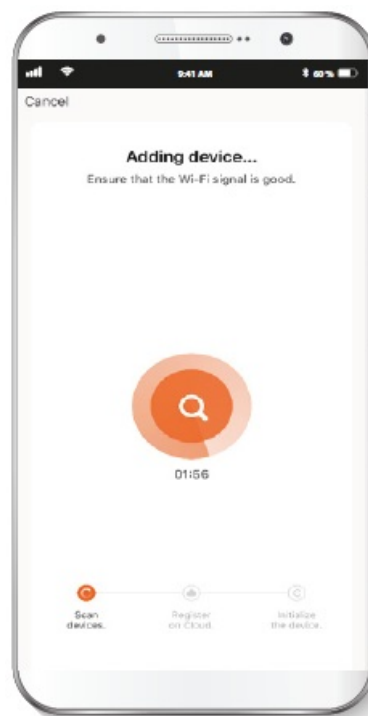 9:41 AM
60 %
Cancel
Adding device...
Ensure that the Wi-Fi signal is good.
01:56
Scan
devices.
Register
on Cloud.
Initialize
the device.